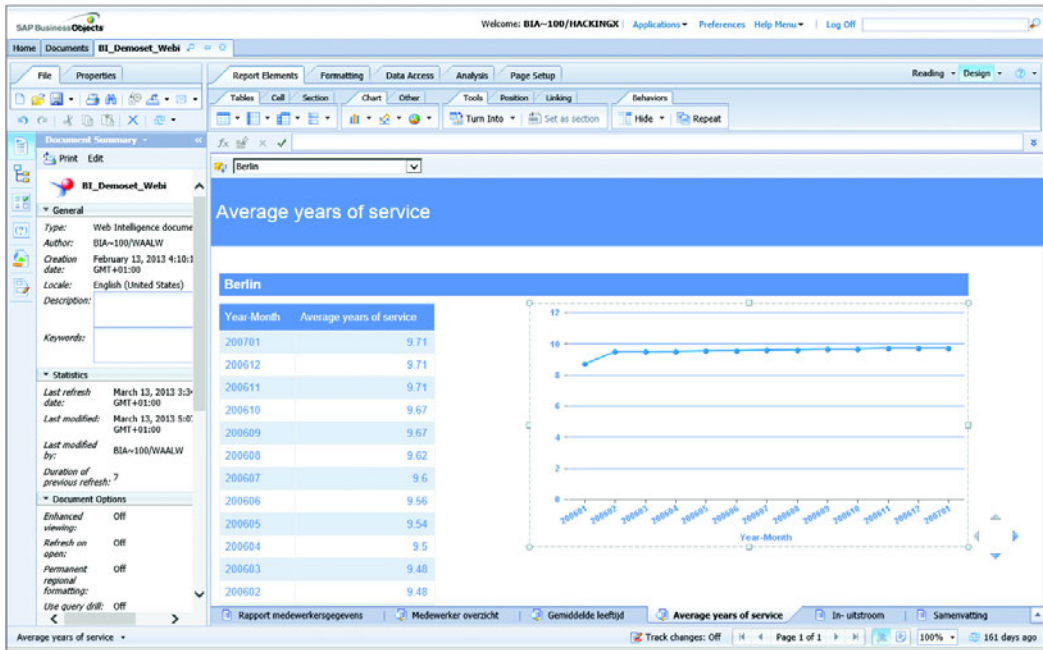 SAP BusinessObjects
Welcome: BIA~100/HACKINGX | Applications Preferences Help Menu | Log Off
Home Documents BI_Demoset_Webi
File Properties
Report Elements Formatting Data Access Analysis Page Setup
Reading Design
Tables Cell Section Chart Other Tools Position Linking Behaviors
Turn Into Set as section Hide Repeat
Document Summary
Print Edit
BI_Demoset_Webi
General
Type: Web Intelligence docume
Author: BIA~100/WAALW
Creation date: February 13, 2013 4:10:1 GMT+01:00
Locale: English (United States)
Description:
Keywords:
Statistics
Last refresh date: March 13, 2013 3:3 GMT+01:00
Last modified: March 13, 2013 5:0 GMT+01:00
Last modified by: BIA~100/WAALW
Duration of previous refresh: 7
Document Options
Enhanced viewing: Off
Refresh on open: Off
Permanent regional formatting: Off
Use query drill: Off
Berlin
Average years of service
Berlin
Year-Month Average years of service
200701 9.71
200612 9.71
200611 9.71
200610 9.67
200609 9.67
200608 9.62
200607 9.6
200606 9.56
200605 9.54
200604 9.5
200603 9.48
200602 9.48
12
10
8
6
4
2
0
200601 200602 200603 200604 200605 200606 200607 200608 200609 200610 200611 200612 200701
Year-Month
Rapport medewerkersgegevens | Medewerker overzicht | Gemiddelde leeftijd Average years of service In- uitstroom | Samenvatting
Average years of service
Track changes: Off Page 1 of 1 100% 161 days ago